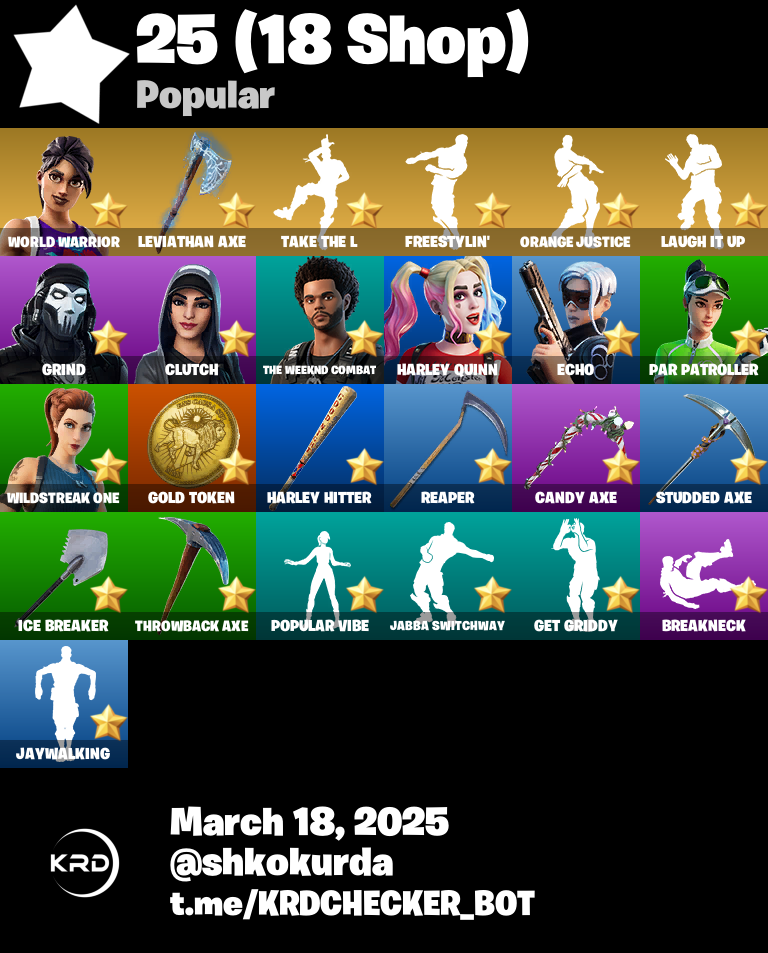 25 (18 Shop)
Popular
WORLD WARRIOR
LEVIATHAN AXE
TAKE THE L
FREESTYLIN'
ORANGE JUSTICE
LAUGH IT UP
GRIND
CLUTCH
THE WEEKND COMBAT
HARLEY QUINN
ECHO
PAR PATROLLER
WILDSTREAK ONE
GOLD TOKEN
HARLEY HITTER
REAPER
CANDY AXE
STUDDED AXE
ICE BREAKER
THROWBACK AXE
POPULAR VIBE
JABBA SWITCHWAY
GET GRIDDY
BREAKNECK
JAYWALKING
March 18, 2025
KRD
@shkokurda
t.me/KRDCHECKER_BOT